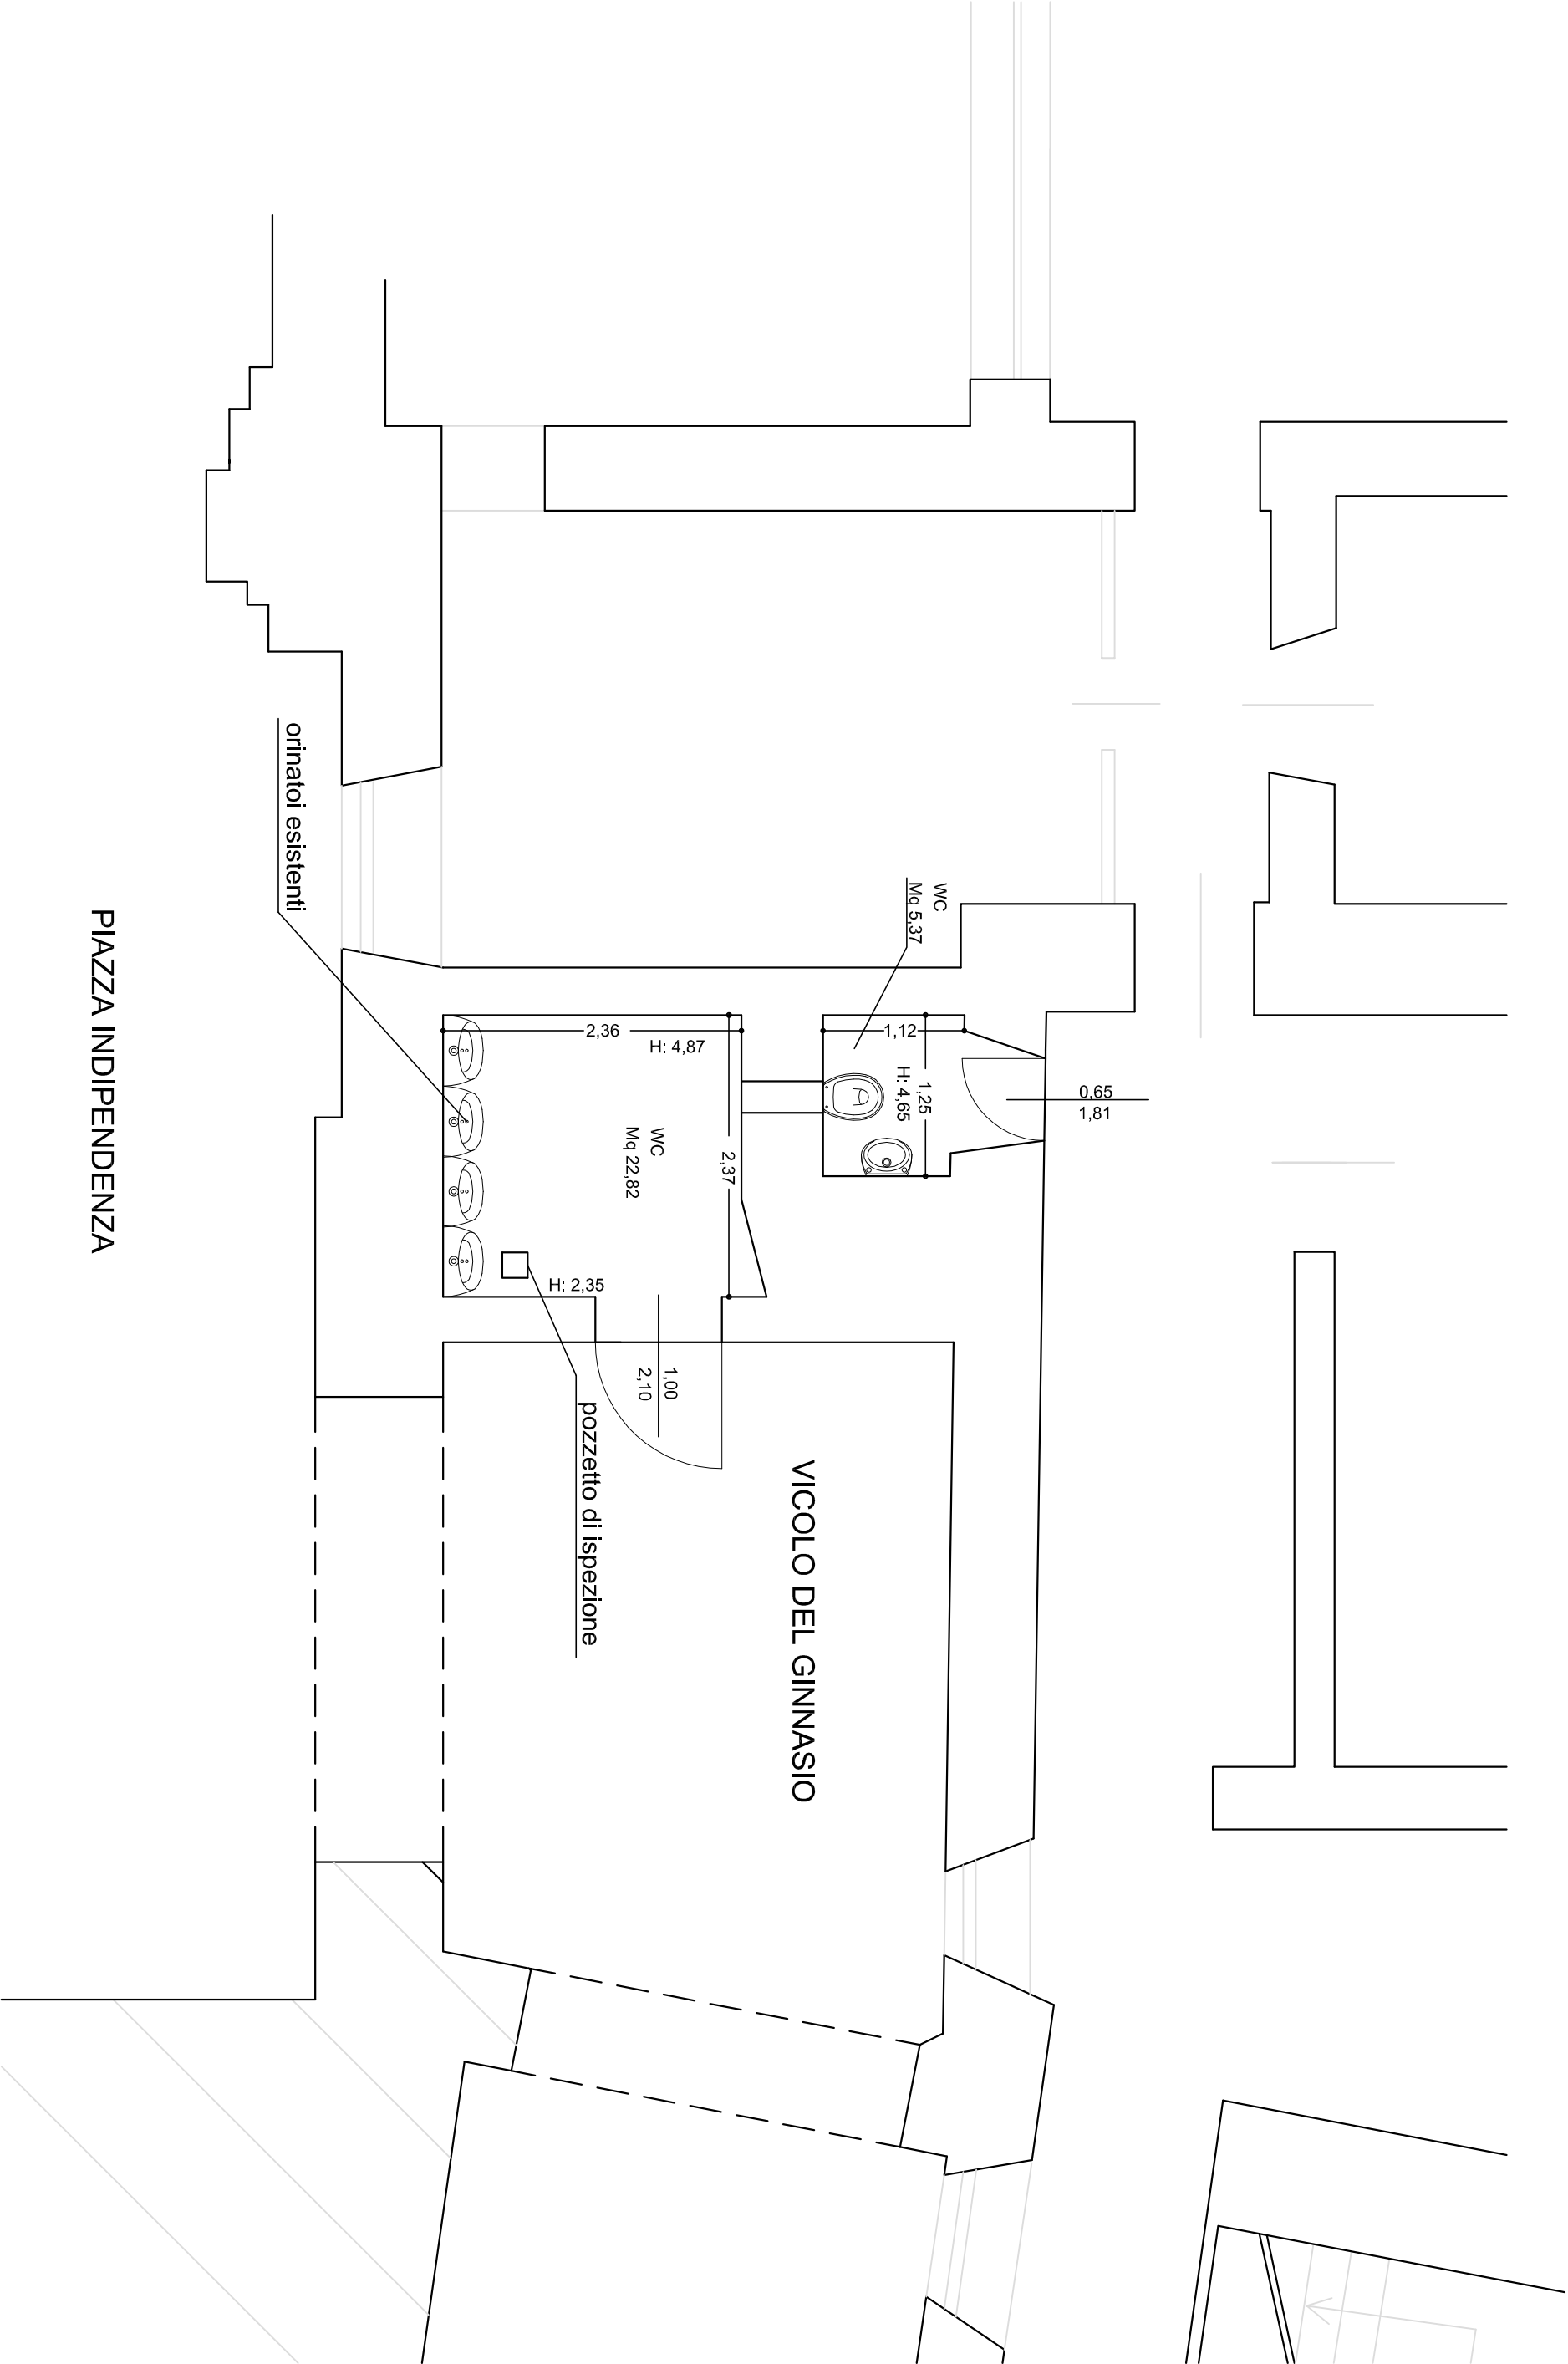 orinatoi esistenti
PIAZZA INDIPENDENZA
WC
Mq 5,37
2,36
H: 4,87
1,12
1,25
H: 4,65
0,65
1,81
WC
Mq 22,82
2,37
H: 2,35
1,00
2,10
pozzetto di ispezione
VICOLO DEL GINNASIO